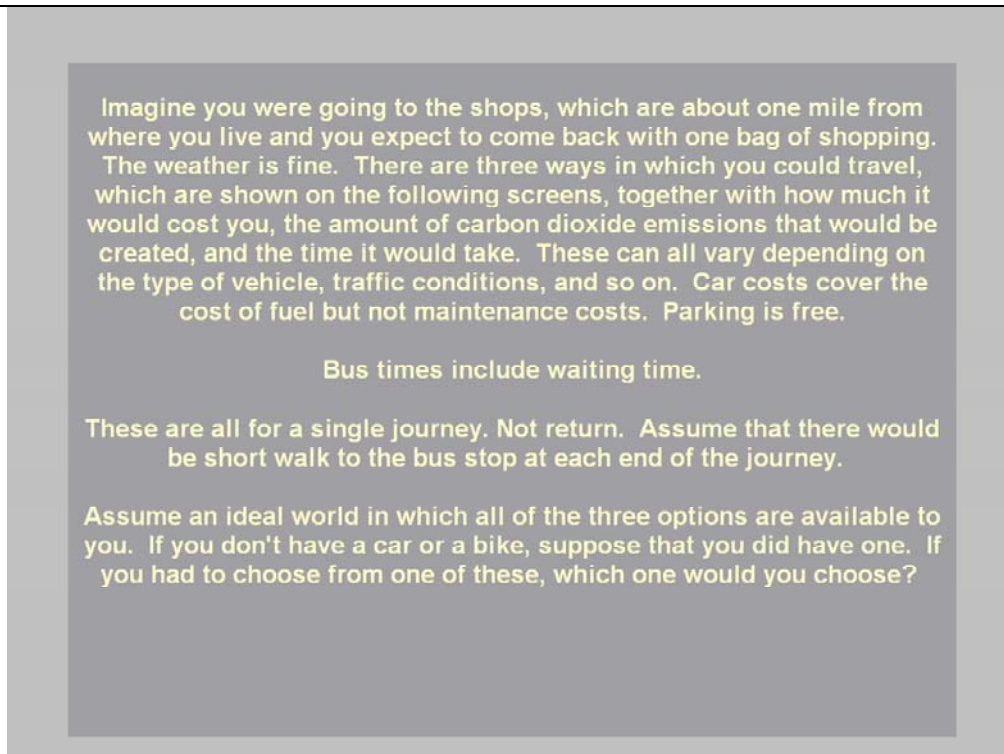 Imagine you were going to the shops, which are about one mile from
where you live and you expect to come back with one bag of shopping.
The weather is fine.  There are three ways in which you could travel,
which are shown on the following screens, together with how much it
would cost you, the amount of carbon dioxide emissions that would be
created, and the time it would take.  These can all vary depending on
the type of vehicle, traffic conditions, and so on.  Car costs cover the
cost of fuel but not maintenance costs.  Parking is free.
Bus times include waiting time.
These are all for a single journey. Not return.  Assume that there would
be short walk to the bus stop at each end of the journey.
Assume an ideal world in which all of the three options are available to
you.  If you don't have a car or a bike, suppose that you did have one.  If
you had to choose from one of these, which one would you choose?